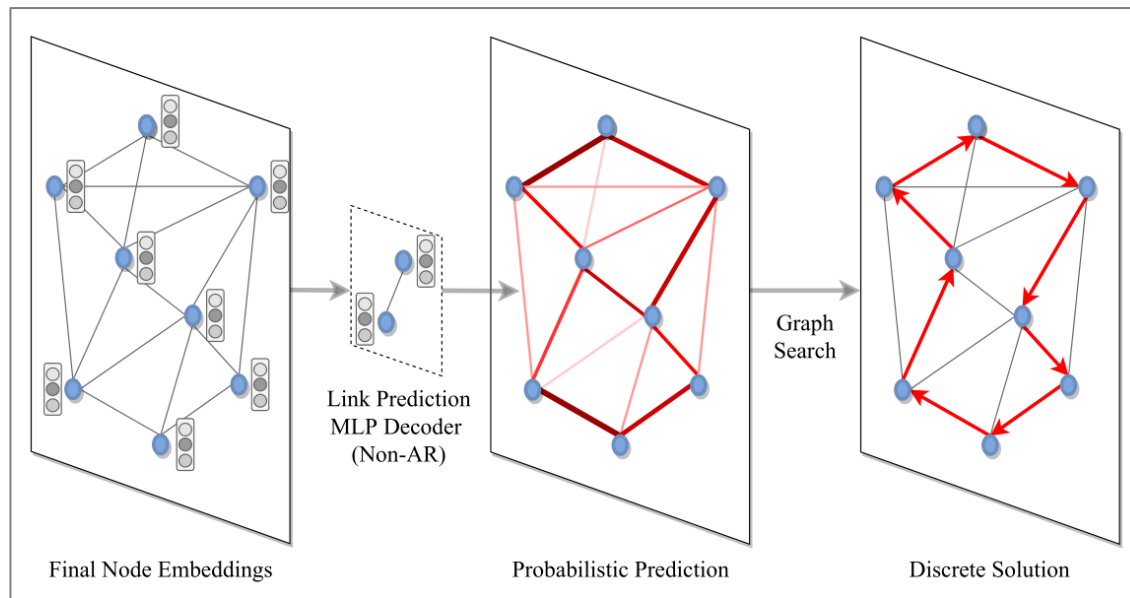 Link Prediction
MLP Decoder
(Non-AR)
Graph
Search
Final Node Embeddings
Probabilistic Prediction
Discrete Solution